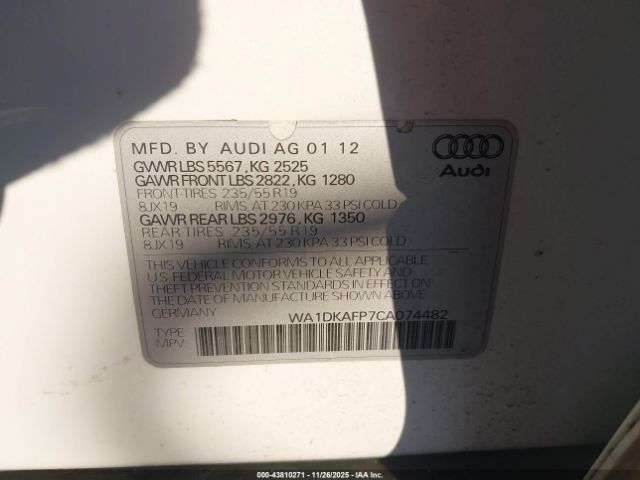 MFD. BY AUDI AG 01 12
GVWR LBS 5567, KG 2525
GAWR FRONT LBS 2822, KG 1280
FRONT-TIRES 235/55 R19
8JX19 RIMS, AT 230 KPA 33 PSI COLD
GAWR REAR LBS 2976, KG 1350
REAR-TIRES 235/55 R19
8JX19 RIMS, AT 230 KPA 33 PSI COLD
THIS VEHICLE CONFORMS TO ALL APPLICABLE
U.S. FEDERAL MOTOR VEHICLE SAFETY AND
THEFT PREVENTION STANDARDS IN EFFECT ON
THE DATE OF MANUFACTURE SHOWN ABOVE.
GERMANY WA1DKAFP7CA074482
TYPE
MPV
Audi
000-43810271 - 11/26/2025 - IAAI, Inc.